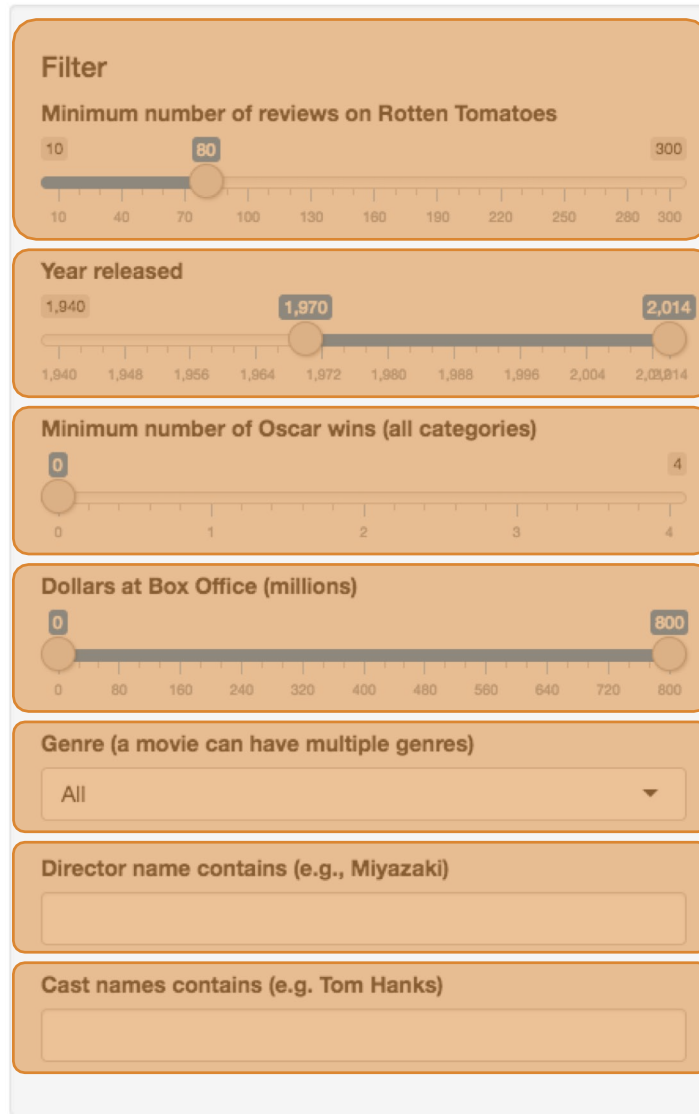 Filter
Minimum number of reviews on Rotten Tomatoes
10 80 300
10 40 70 100 130 160 190 220 250 280 300
Year released
1,940 1,970 2,014
1,940 1,948 1,956 1,964 1,972 1,980 1,988 1,996 2,004
Minimum number of Oscar wins (all categories)
0 4
0 1 2 3 4
Dollars at Box Office (millions)
0 800
0 80 160 240 320 400 480 560 640 720 800
Genre (a movie can have multiple genres)
All
Director name contains (e.g., Miyazaki)
Cast names contains (e.g. Tom Hanks)